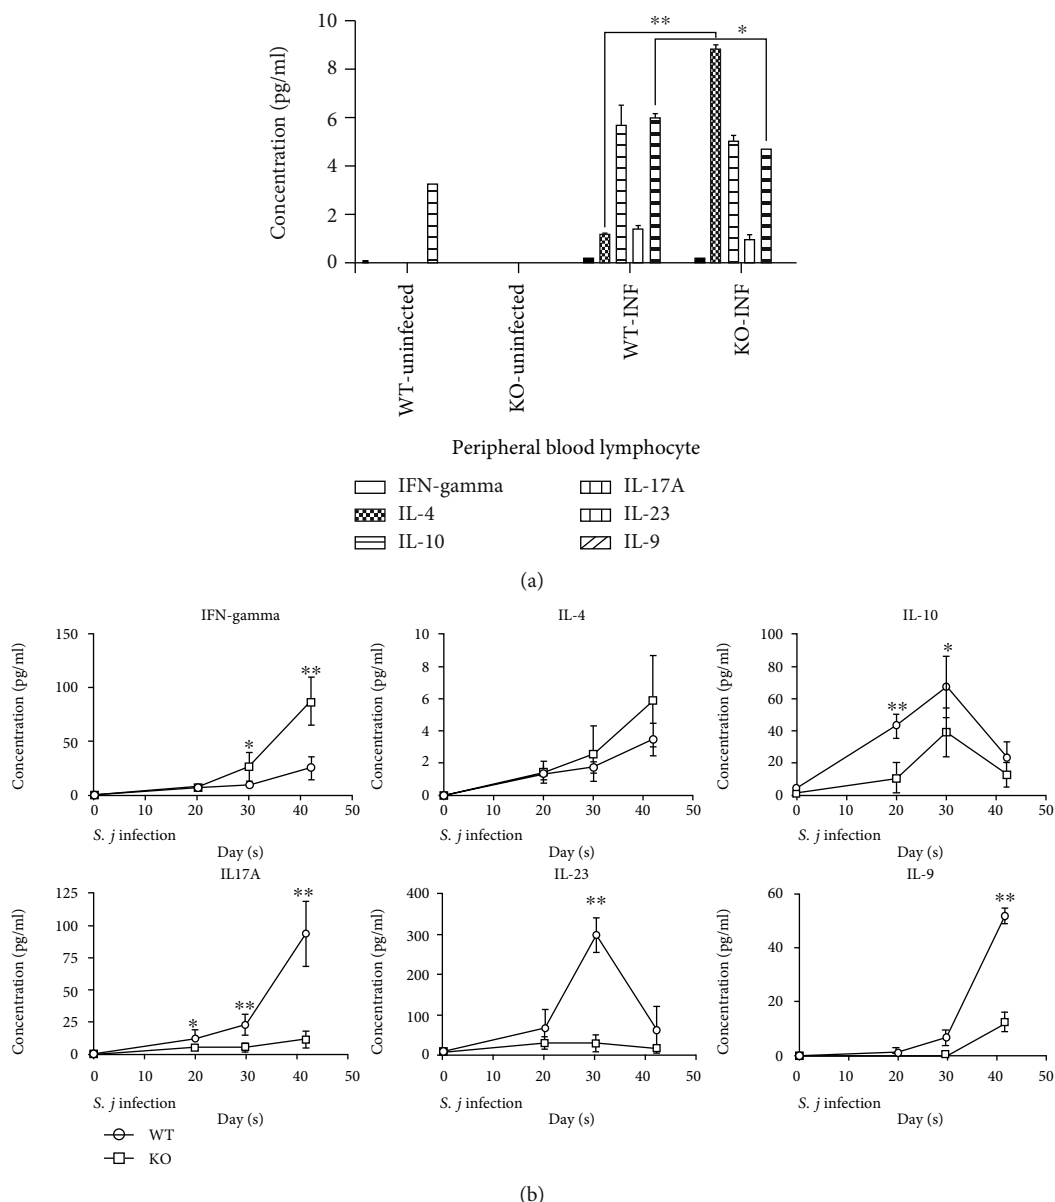 10
**
*
8
6
4
2
0
Concentration (pg/ml)
WT-uninfected
KO-uninfected
WT-INF
KO-INF
Peripheral blood lymphocyte
IFN-gamma
IL-17A
IL-4
IL-23
IL-10
IL-9
(a)
IFN-gamma
150
100
50
0
**
*
Concentration (pg/ml)
0 10 20 30 40 50
S. j infection
Day (s)
IL-4
10
8
6
4
2
0
Concentration (pg/ml)
0 10 20 30 40 50
S. j infection
Day (s)
IL-10
100
80
60
40
20
0
**
*
Concentration (pg/ml)
0 10 20 30 40 50
S. j infection
Day (s)
IL17A
125
100
75
50
25
0
*
**
**
Concentration (pg/ml)
0 10 20 30 40 50
S. j infection
Day (s)
IL-23
400
300
200
100
0
**
Concentration (pg/ml)
0 10 20 30 40 50
S. j infection
Day (s)
IL-9
60
40
20
0
**
Concentration (pg/ml)
0 10 20 30 40 50
S. j infection
Day (s)
WT
KO
(b)